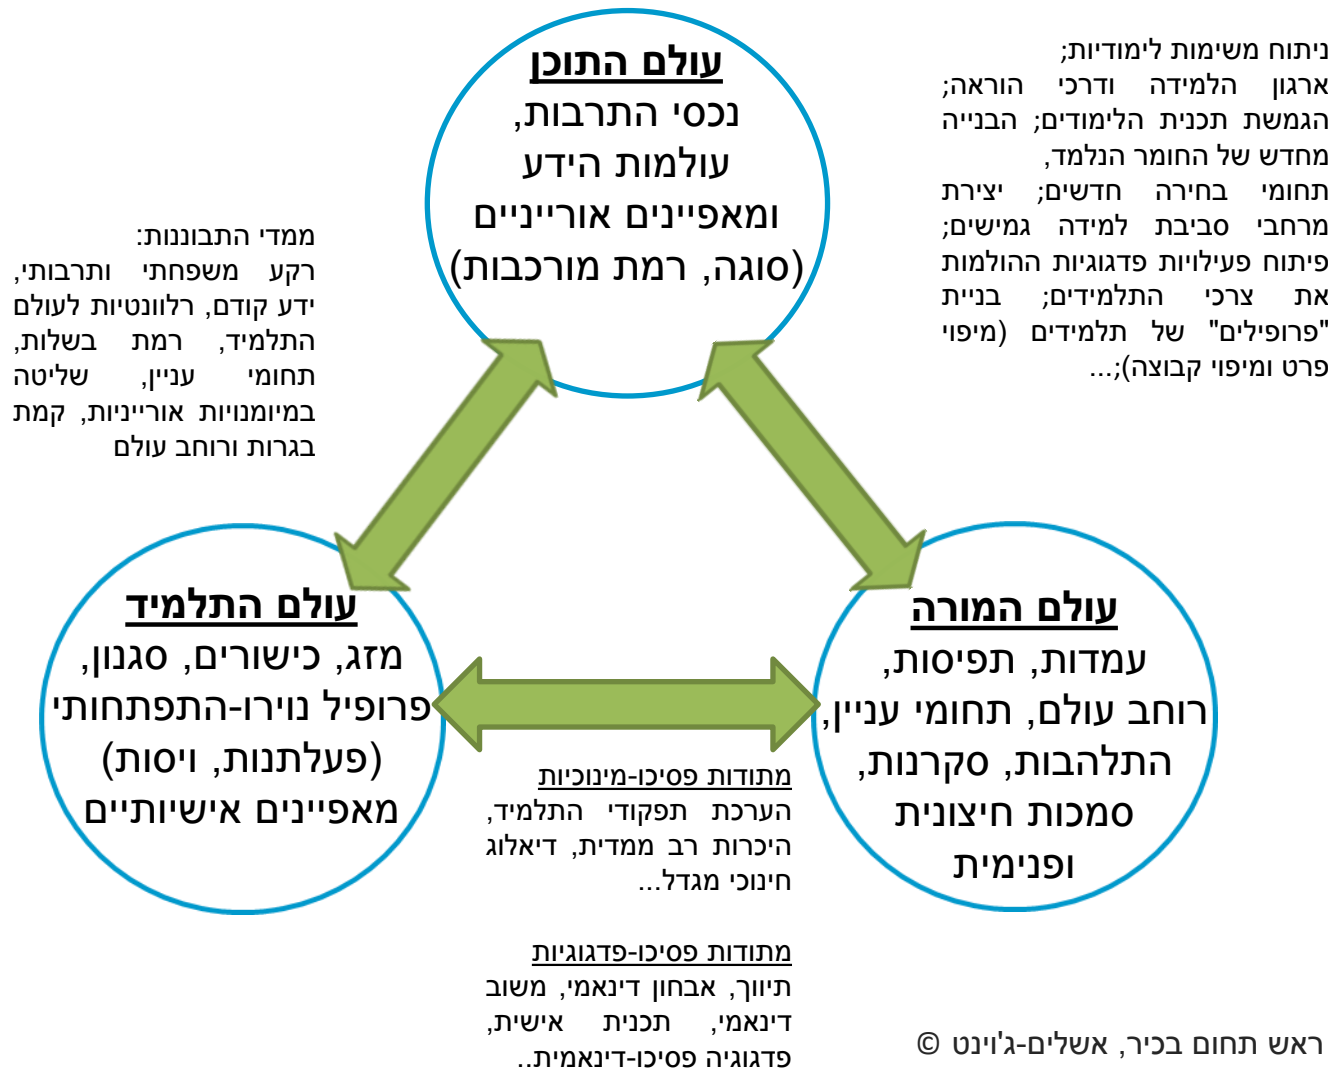 עולם התוכן
נכסי התרבות,
עולמות הידע
ומאפיינים אורייניים
(סוגה, רמת מורכבות)
ניתוח משימות לימודיות;
ארגון הלמידה ודרכי הוראה;
הגמשת תכנית הלימודים; הבנייה
מחדש של החומר הנלמד,
תחומי בחירה חדשים; יצירת
מרחבי סביבת למידה גמישים;
פיתוח פעילויות פדגוגיות ההולמות
את צרכי התלמידים; בניית
"פרופילים" של תלמידים (מיפוי
פרט ומיפוי קבוצה);...
ממדי התבוננות:
רקע משפחתי ותרבותי,
ידע קודם, רלוונטיות לעולם
התלמיד, רמת בשלות,
תחומי עניין, שליטה
במיומנויות אורייניות, קמת
בגרות ורוחב עולם
עולם המורה
עמדות, תפיסות,
רוחב עולם, תחומי עניין,
התלהבות, סקרנות,
סמכות חיצונית
ופנימית
עולם התלמיד
מזג, כישורים, סגנון,
פרופיל נוירו-התפתחותי
(פעלתנות, ויסות)
מאפיינים אישיותיים
מתודות פסיכו-מינוכיות
הערכת תפקודי התלמיד,
היכרות רב ממדית, דיאלוג
חינוכי מגדל...
מתודות פסיכו-פדגוגיות
תיווך, אבחון דינאמי, משוב
דינאמי, תכנית אישית,
פדגוגיה פסיכו-דינאמית..
ראש תחום בכיר, אשלים-ג'וינט ©